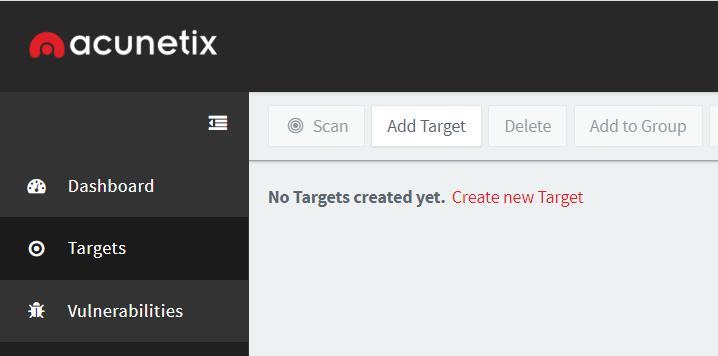 acunetix
Scan Add Target Delete Add to Group
Dashboard
No Targets created yet. Create new Target
Targets
Vulnerabilities